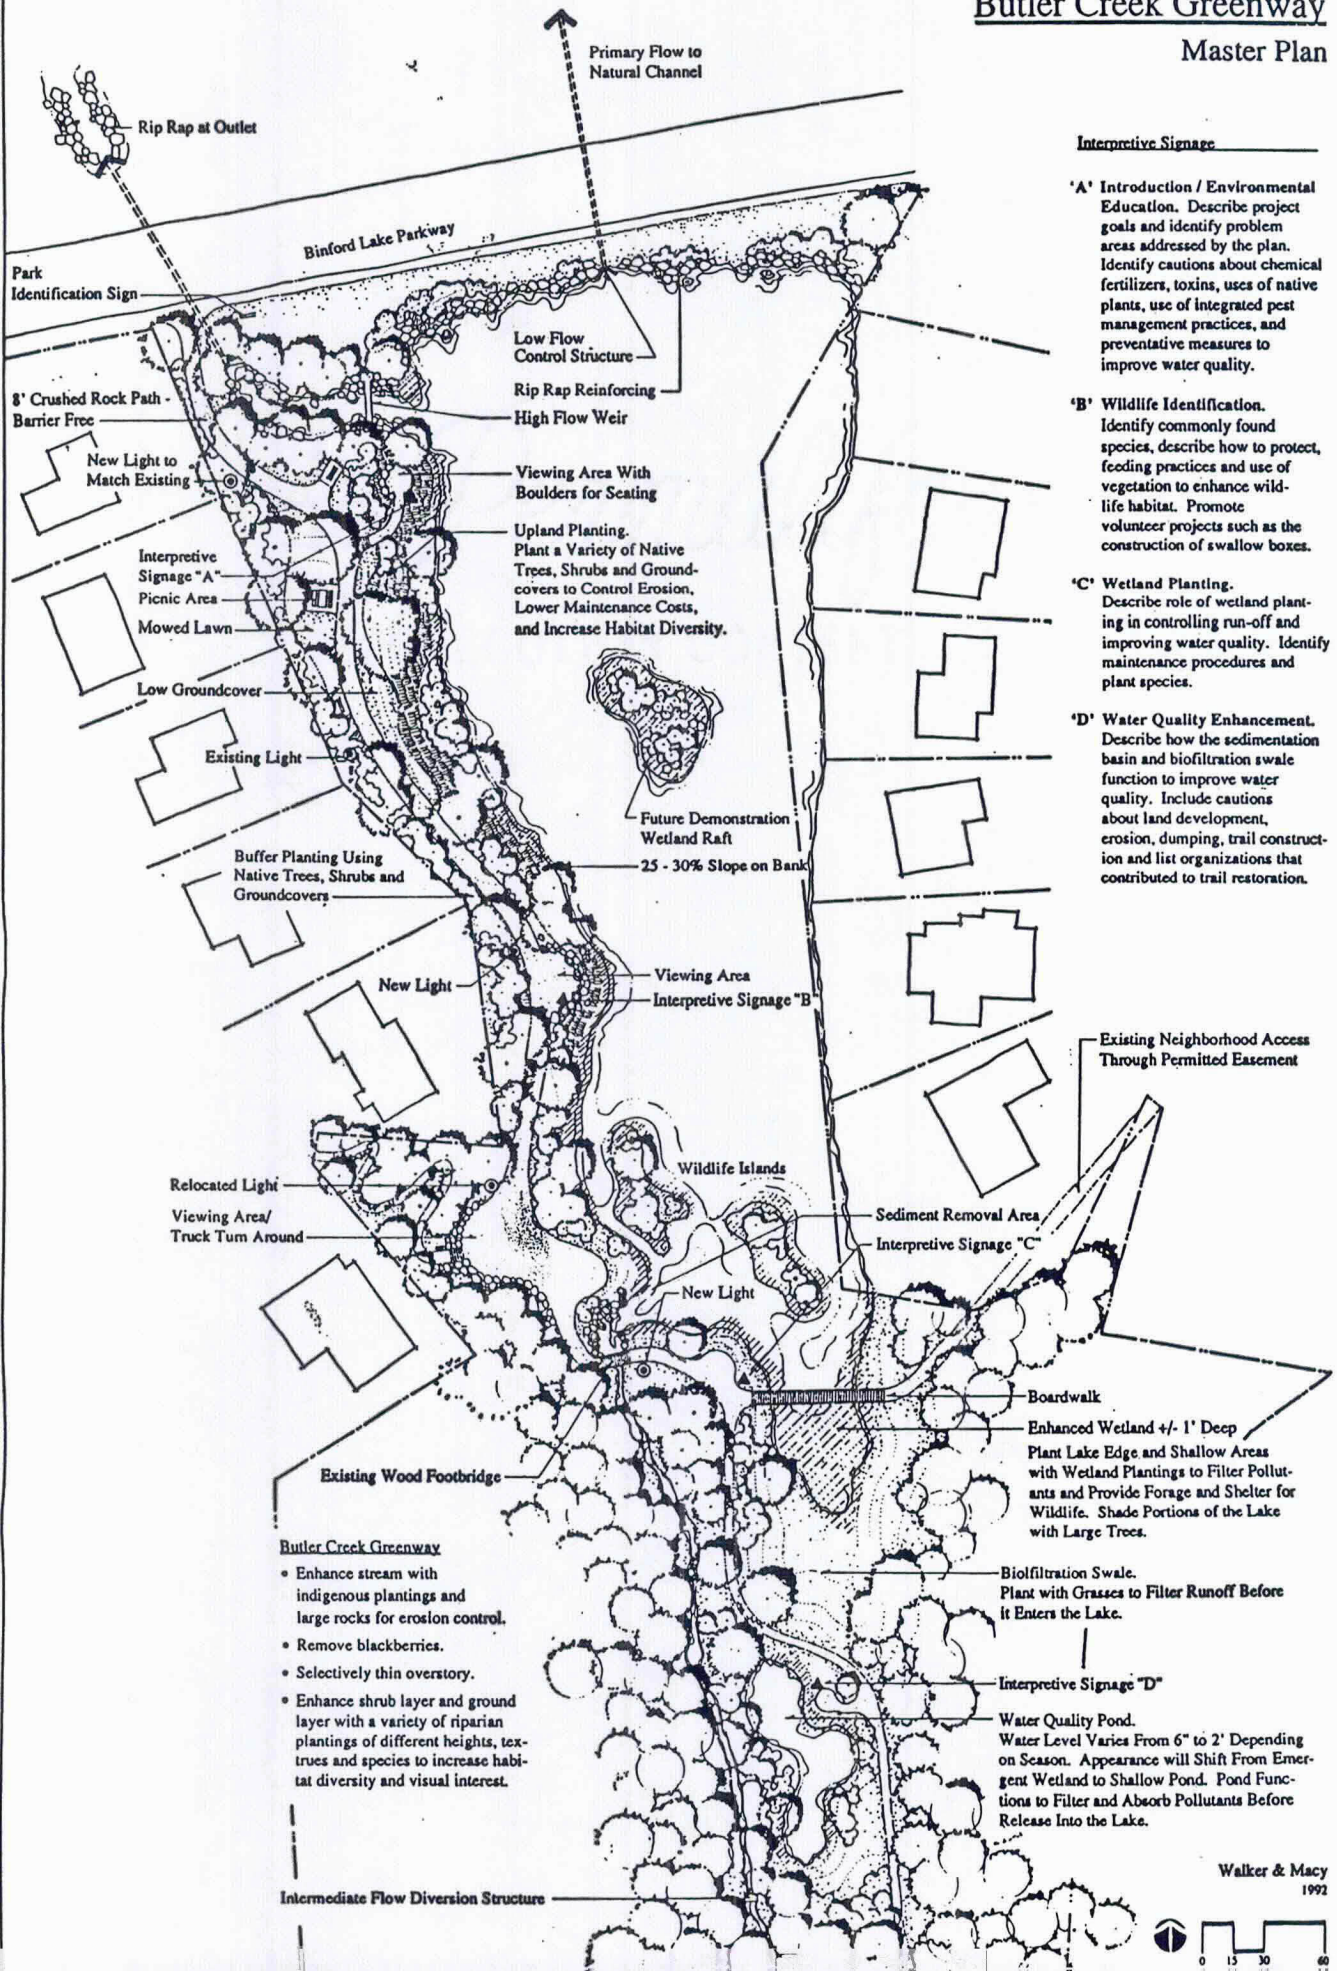 Butler Creek Greenway
Master Plan
Primary Flow to
Natural Channel
Rip Rap at Outlet
Binford Lake Parkway
Park
Identification Sign
Low Flow
Control Structure
Rip Rap Reinforcing
High Flow Weir
8' Crushed Rock Path -
Barrier Free
New Light to
Match Existing
Viewing Area With
Boulders for Seating
Upland Planting.
Plant a Variety of Native
Trees, Shrubs and Ground-
covers to Control Erosion,
Lower Maintenance Costs,
and Increase Habitat Diversity.
Interpretive
Signage "A"
Picnic Area
Mowed Lawn
Low Groundcover
Existing Light
Future Demonstration
Wetland Raft
25 - 30% Slope on Bank
Buffer Planting Using
Native Trees, Shrubs and
Groundcovers
New Light
Viewing Area
Interpretive Signage "B"
Existing Neighborhood Access
Through Permitted Easement
Wildlife Islands
Relocated Light
Viewing Area/
Truck Turn Around
Sediment Removal Area
Interpretive Signage "C"
New Light
Boardwalk
Enhanced Wetland +/- 1' Deep
Plant Lake Edge and Shallow Areas
with Wetland Plantings to Filter Pollut-
ants and Provide Forage and Shelter for
Wildlife. Shade Portions of the Lake
with Large Trees.
Existing Wood Footbridge
Butler Creek Greenway
• Enhance stream with
indigenous plantings and
large rocks for erosion control.
• Remove blackberries.
• Selectively thin overstory.
• Enhance shrub layer and ground
layer with a variety of riparian
plantings of different heights, tex-
trues and species to increase habi-
tat diversity and visual interest.
Biolfiltration Swale.
Plant with Grasses to Filter Runoff Before
it Enters the Lake.
Interpretive Signage "D"
Water Quality Pond.
Water Level Varies From 6" to 2' Depending
on Season. Appearance will Shift From Emer-
gent Wetland to Shallow Pond. Pond Func-
tions to Filter and Absorb Pollutants Before
Release Into the Lake.
Intermediate Flow Diversion Structure
Interpretive Signage
'A' Introduction / Environmental
Education. Describe project
goals and identify problem
areas addressed by the plan.
Identify cautions about chemical
fertilizers, toxins, uses of native
plants, use of integrated pest
management practices, and
preventative measures to
improve water quality.
'B' Wildlife Identification.
Identify commonly found
species, describe how to protect,
feeding practices and use of
vegetation to enhance wild-
life habitat. Promote
volunteer projects such as the
construction of swallow boxes.
'C' Wetland Planting.
Describe role of wetland plant-
ing in controlling run-off and
improving water quality. Identify
maintenance procedures and
plant species.
'D' Water Quality Enhancement.
Describe how the sedimentation
basin and biofiltration swale
function to improve water
quality. Include cautions
about land development,
erosion, dumping, trail construct-
ion and list organizations that
contributed to trail restoration.
Walker & Macy
1992
0 15 30 60